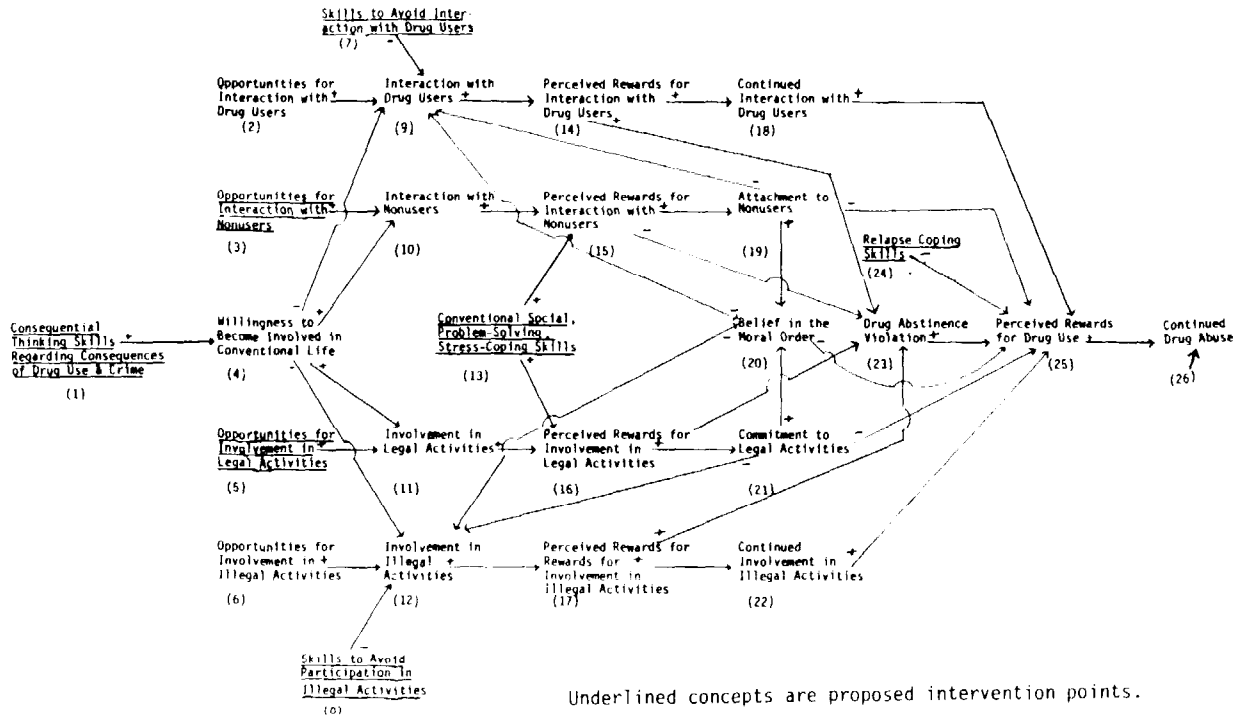 Skills to Avoid Inter-
action with Drug Users
(7) -
Opportunities for
Interaction with +
Drug Users
(2)
Interaction with
Drug Users +
(9)
Perceived Rewards for
Interaction with +
Drug Users +
(14)
Continued
Interaction with +
Drug Users
(18)
Opportunities for
Interaction with +
Nonusers
(3)
Interaction with
Nonusers +
(10)
Perceived Rewards for
Interaction with +
Nonusers -
(15)
-
Attachment to -
Nonusers +
(19)
Relapse Coping
Skills -
(24)
Consequential
Thinking Skills +
Regarding Consequences
of Drug Use & Crime
(1)
- +
Willingness to
Become Involved in
Conventional Life
- +
(4)
+
Conventional Social,
Problem-Solving,
Stress-Coping Skills
+
(13)
-
Belief in the -
Moral Order -
(20)
Drug Abstinence
Violation +
(23)
Perceived Rewards
for Drug Use +
(25)
Continued
Drug Abuse
(26)
Opportunities for
Involvement in +
Legal Activities
(5)
Involvement in +
Legal Activities -
(11)
Perceived Rewards for
Involvement in +
Legal Activities
(16)
+
Commitment to -
Legal Activities
-
(21)
Opportunities for
Involvement in +
Illegal Activities
(6)
Involvement in
Illegal +
Activities
(12)
-
Perceived Rewards for
Rewards for +
Involvement in
Illegal Activities
(17)
Continued
Involvement in +
Illegal Activities
(22)
-
Skills to Avoid
Participation in
Illegal Activities
Underlined concepts are proposed intervention points.